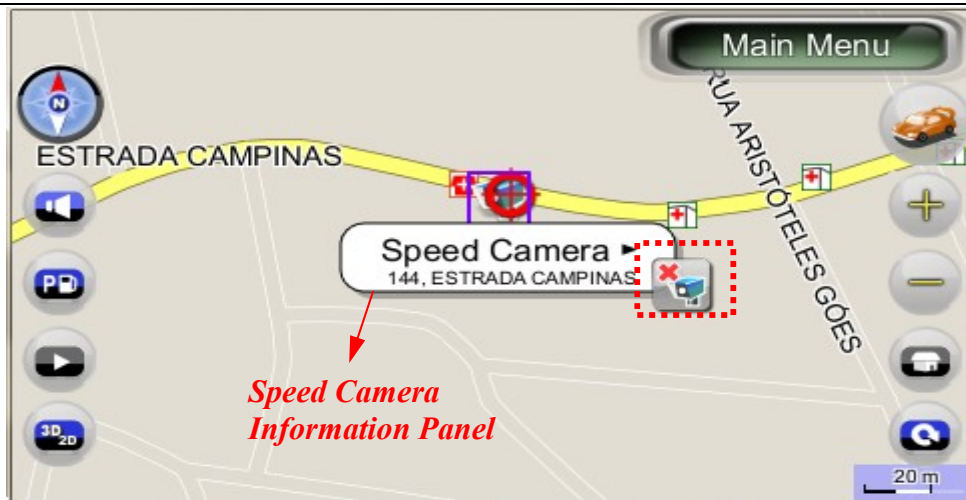 Main Menu
N
ESTRADA CAMPINAS
RUA ARISTÓTELES GÓES
Speed Camera
144, ESTRADA CAMPINAS
P
3D
2D
Speed Camera
Information Panel
20 m